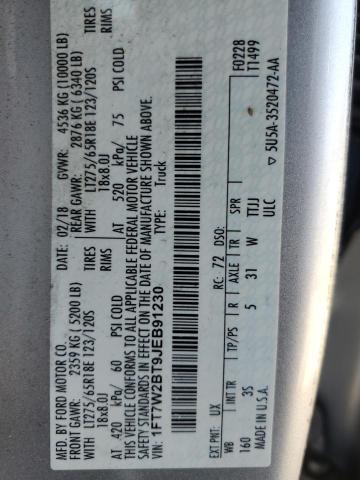 MFD. BY FORD MOTOR CO.
DATE: 02/18 GVWR: 4536 KG (10000 LB)
FRONT GAWR: 2359 KG (5200 LB) REAR GAWR: 2876 KG (6340 LB)
WITH WITH TIRES
LT275/65R18E 123/120S LT275/65R18E 123/120S
18x8.0J 18x8.0J RIMS
AT 420 kPa/ 60 PSI COLD AT 520 kPa/ 75 PSI COLD
THIS VEHICLE CONFORMS TO ALL APPLICABLE FEDERAL MOTOR VEHICLE
SAFETY STANDARDS IN EFFECT ON THE DATE OF MANUFACTURE SHOWN ABOVE.
VIN: 1FT7W2BT9JEB91230 TYPE: Truck
F0228
T1499
EXT PNT: UX RC: 72 DSO:
WB INT TR TP/PS R AXLE TR SPR
160 3S 5 31 W TTJJ
MADE IN U.S.A. ULC
5U5A-3520472-AA